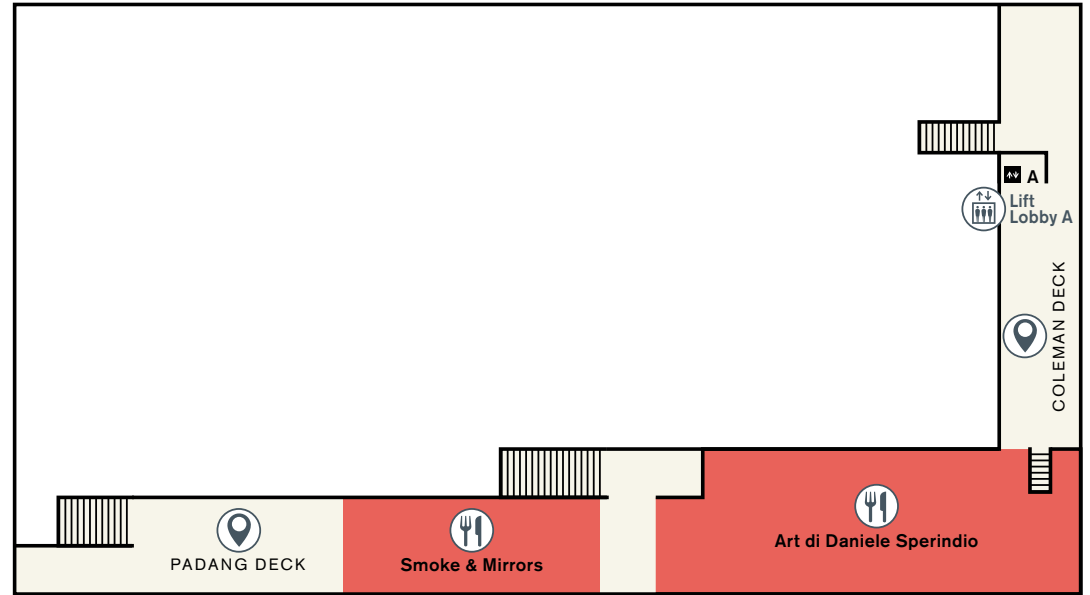 A
Lift
Lobby A
COLEMAN DECK
Art di Daniele Sperindio
PADANG DECK
Smoke & Mirrors